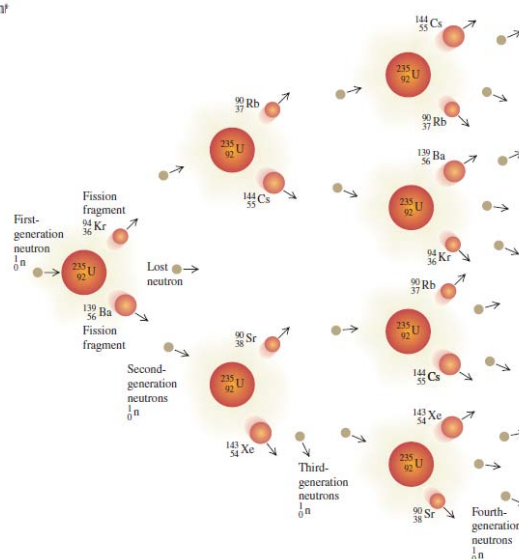 First-
generation
neutron
1
0 n
Fission
fragment
94
36 Kr
235
92 U
139
56 Ba
Fission
fragment
Lost
neutron
Second-
generation
neutrons
1
0 n
90
37 Rb
235
92 U
144
55 Cs
90
38 Sr
235
92 U
143
54 Xe
Third-
generation
neutrons
1
0 n
144
55 Cs
235
92 U
90
37 Rb
139
56 Ba
235
92 U
94
36 Kr
90
37 Rb
235
92 U
144
55 Cs
143
54 Xe
235
92 U
90
38 Sr
Fourth-
generation
neutrons
1
0 n